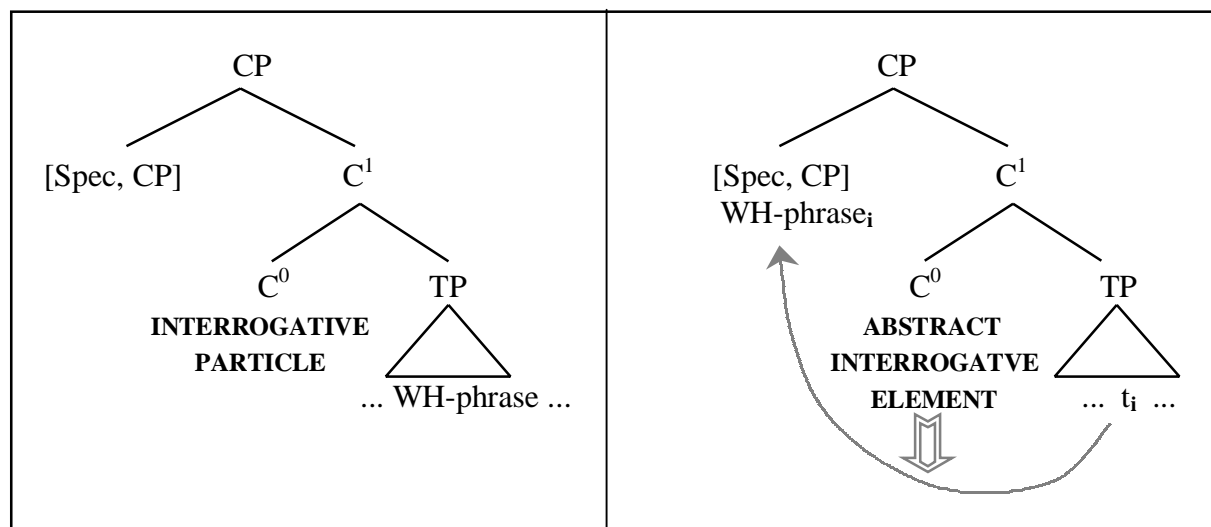 CP
[Spec, CP] C¹
C⁰ TP
INTERROGATIVE
PARTICLE
... WH-phrase ...
CP
[Spec, CP] C¹
WH-phraseᵢ
C⁰ TP
ABSTRACT
INTERROGATVE
ELEMENT ... tᵢ ...